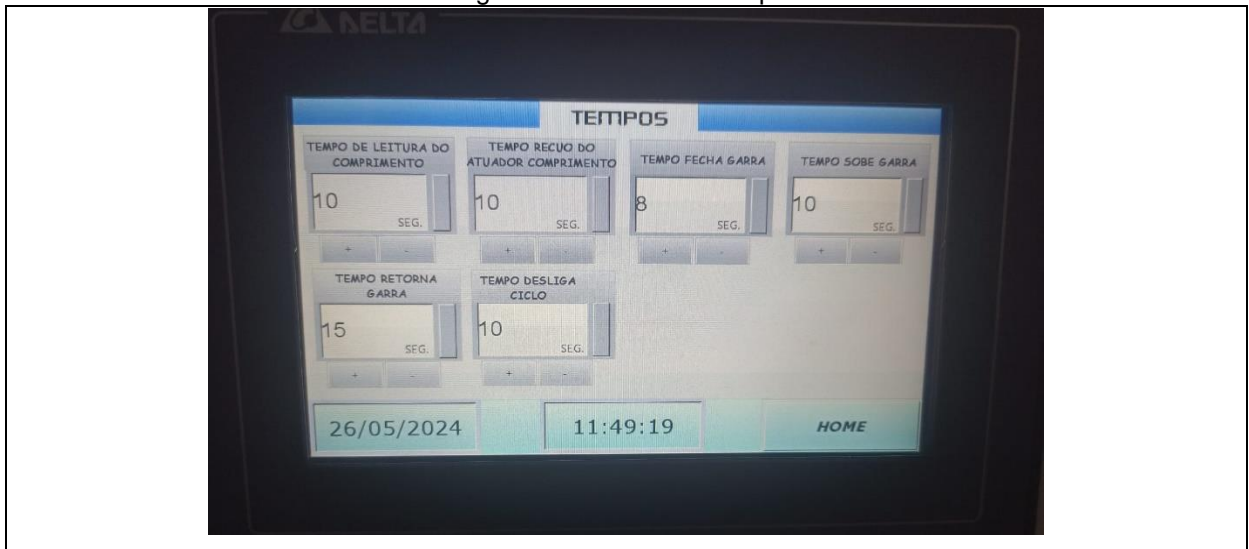 DELTA
TEMPOS
TEMPO DE LEITURA DO
COMPRIMENTO
10
SEG.
+ -
TEMPO RECUO DO
ATUADOR COMPRIMENTO
10
SEG.
+ -
TEMPO FECHA GARRA
8
SEG.
+ -
TEMPO SOBE GARRA
10
SEG.
+ -
TEMPO RETORNA
GARRA
15
SEG.
+ -
TEMPO DESLIGA
CICLO
10
SEG.
+ -
26/05/2024
11:49:19
HOME